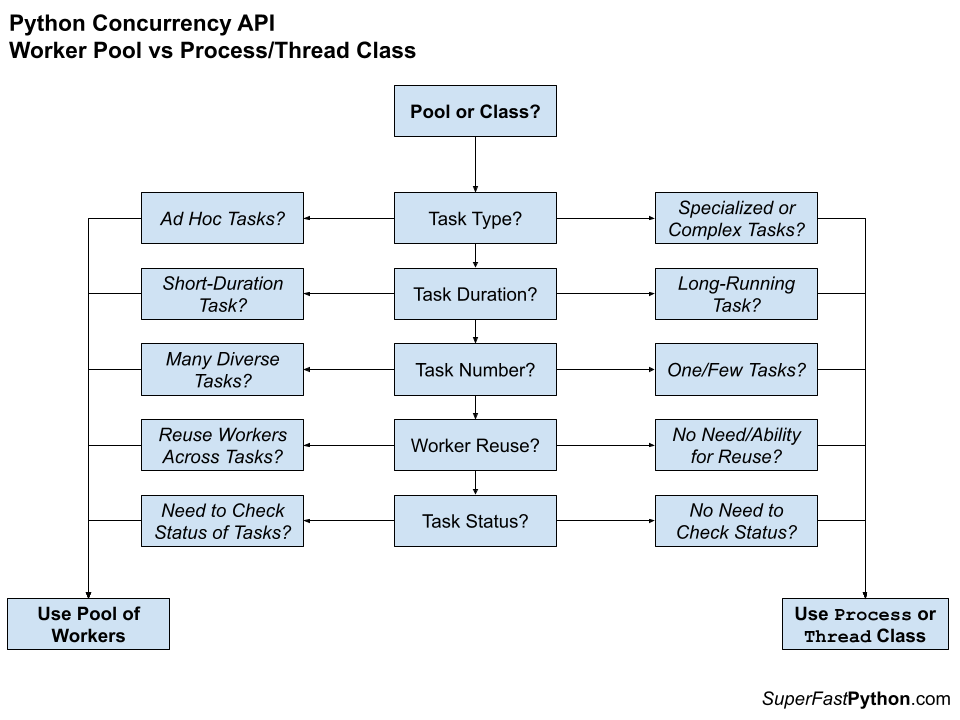 Python Concurrency API
Worker Pool vs Process/Thread Class
Pool or Class?
Ad Hoc Tasks?
Task Type?
Specialized or
Complex Tasks?
Short-Duration
Task?
Task Duration?
Long-Running
Task?
Many Diverse
Tasks?
Task Number?
One/Few Tasks?
Reuse Workers
Across Tasks?
Worker Reuse?
No Need/Ability
for Reuse?
Need to Check
Status of Tasks?
Task Status?
No Need to
Check Status?
Use Pool of
Workers
Use Process or
Thread Class
SuperFastPython.com